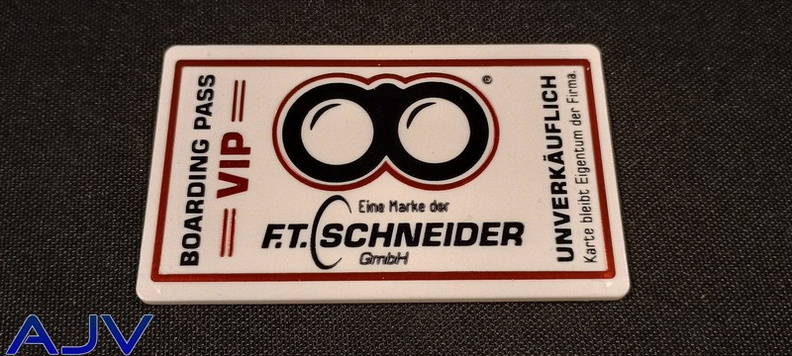 BOARDING PASS
= VIP =
®
Eine Marke der
F.T. SCHNEIDER
GmbH
UNVERKÄUFLICH
Karte bleibt Eigentum der Firma.
AJV